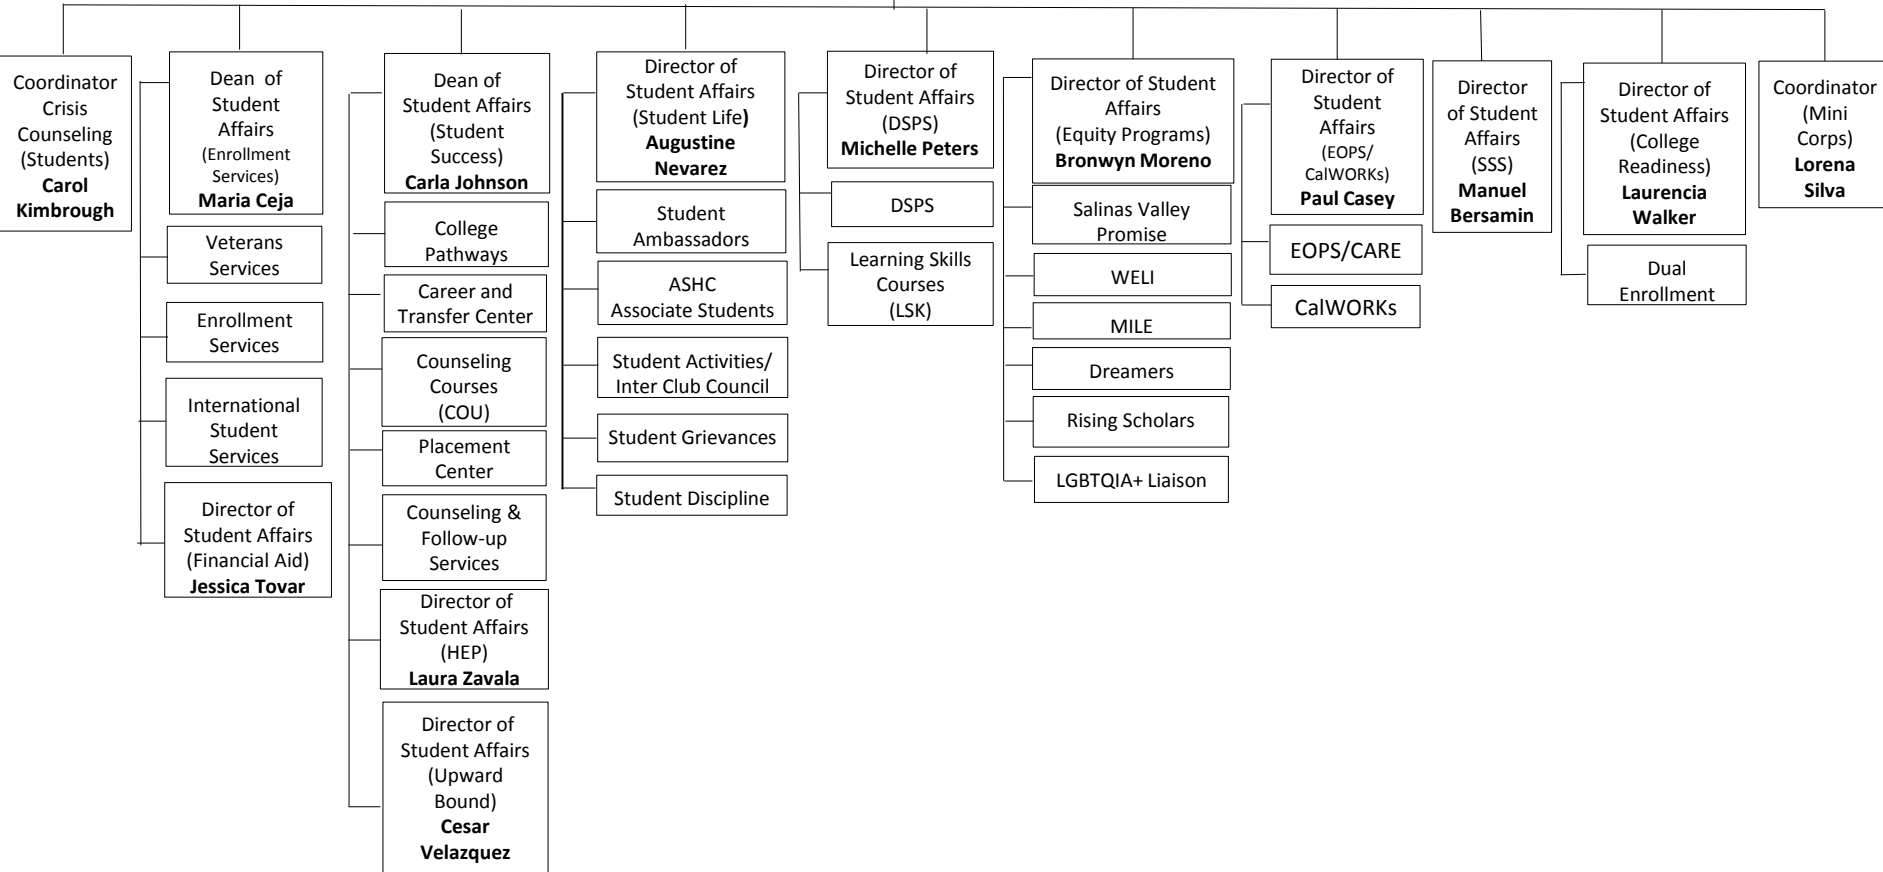 Coordinator
Crisis
Counseling
(Students)
Carol
Kimbrough
Dean of
Student
Affairs
(Enrollment
Services)
Maria Ceja
Veterans
Services
Enrollment
Services
International
Student
Services
Director of
Student Affairs
(Financial Aid)
Jessica Tovar
Dean of
Student Affairs
(Student
Success)
Carla Johnson
College
Pathways
Career and
Transfer Center
Counseling
Courses
(COU)
Placement
Center
Counseling &
Follow-up
Services
Director of
Student Affairs
(HEP)
Laura Zavala
Director of
Student Affairs
(Upward
Bound)
Cesar
Velazquez
Director of
Student Affairs
(Student Life)
Augustine
Nevarez
Student
Ambassadors
ASHC
Associate Students
Student Activities/
Inter Club Council
Student Grievances
Student Discipline
Director of
Student Affairs
(DSPS)
Michelle Peters
DSPS
Learning Skills
Courses
(LSK)
Director of Student
Affairs
(Equity Programs)
Bronwyn Moreno
Salinas Valley
Promise
WELI
MILE
Dreamers
Rising Scholars
LGBTQIA+ Liaison
Director of
Student
Affairs
(EOPS/
CalWORKs)
Paul Casey
EOPS/CARE
CalWORKs
Director
of Student
Affairs
(SSS)
Manuel
Bersamin
Director of
Student Affairs
(College
Readiness)
Laurencia
Walker
Dual
Enrollment
Coordinator
(Mini
Corps)
Lorena
Silva